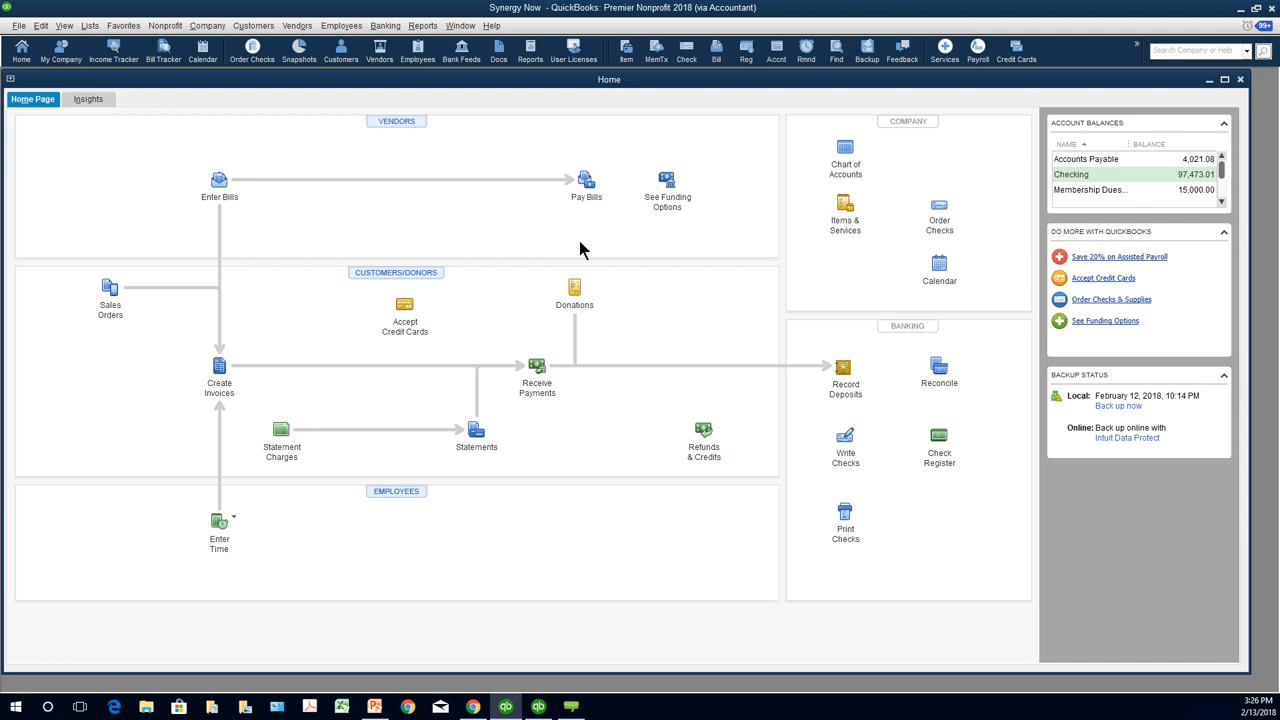 Synergy Now - QuickBooks: Premier Nonprofit 2018 (via Accountant)
File Edit View Lists Favorites Nonprofit Company Customers Vendors Employees Banking Reports Window Help
99+
Home My Company Income Tracker Bill Tracker Calendar Order Checks Snapshots Customers Vendors Employees Bank Feeds Docs Reports User Licenses Item MemTx Check Bill Reg Accnt Rmnd Find Backup Feedback Services Payroll Credit Cards
Search Company or Help
Home
Home Page Insights
VENDORS
Enter Bills
Pay Bills
See Funding
Options
CUSTOMERS/DONORS
Sales
Orders
Accept
Credit Cards
Donations
Create
Invoices
Receive
Payments
Statement
Charges
Statements
Refunds
& Credits
EMPLOYEES
Enter
Time
COMPANY
Chart of
Accounts
Items &
Services
Order
Checks
Calendar
BANKING
Record
Deposits
Reconcile
Write
Checks
Check
Register
Print
Checks
ACCOUNT BALANCES
NAME BALANCE
Accounts Payable 4,021.08
Checking 97,473.01
Membership Dues... 15,000.00
DO MORE WITH QUICKBOOKS
Save 20% on Assisted Payroll
Accept Credit Cards
Order Checks & Supplies
See Funding Options
BACKUP STATUS
Local: February 12, 2018, 10:14 PM
Back up now
Online: Back up online with
Intuit Data Protect
3:26 PM
2/13/2018